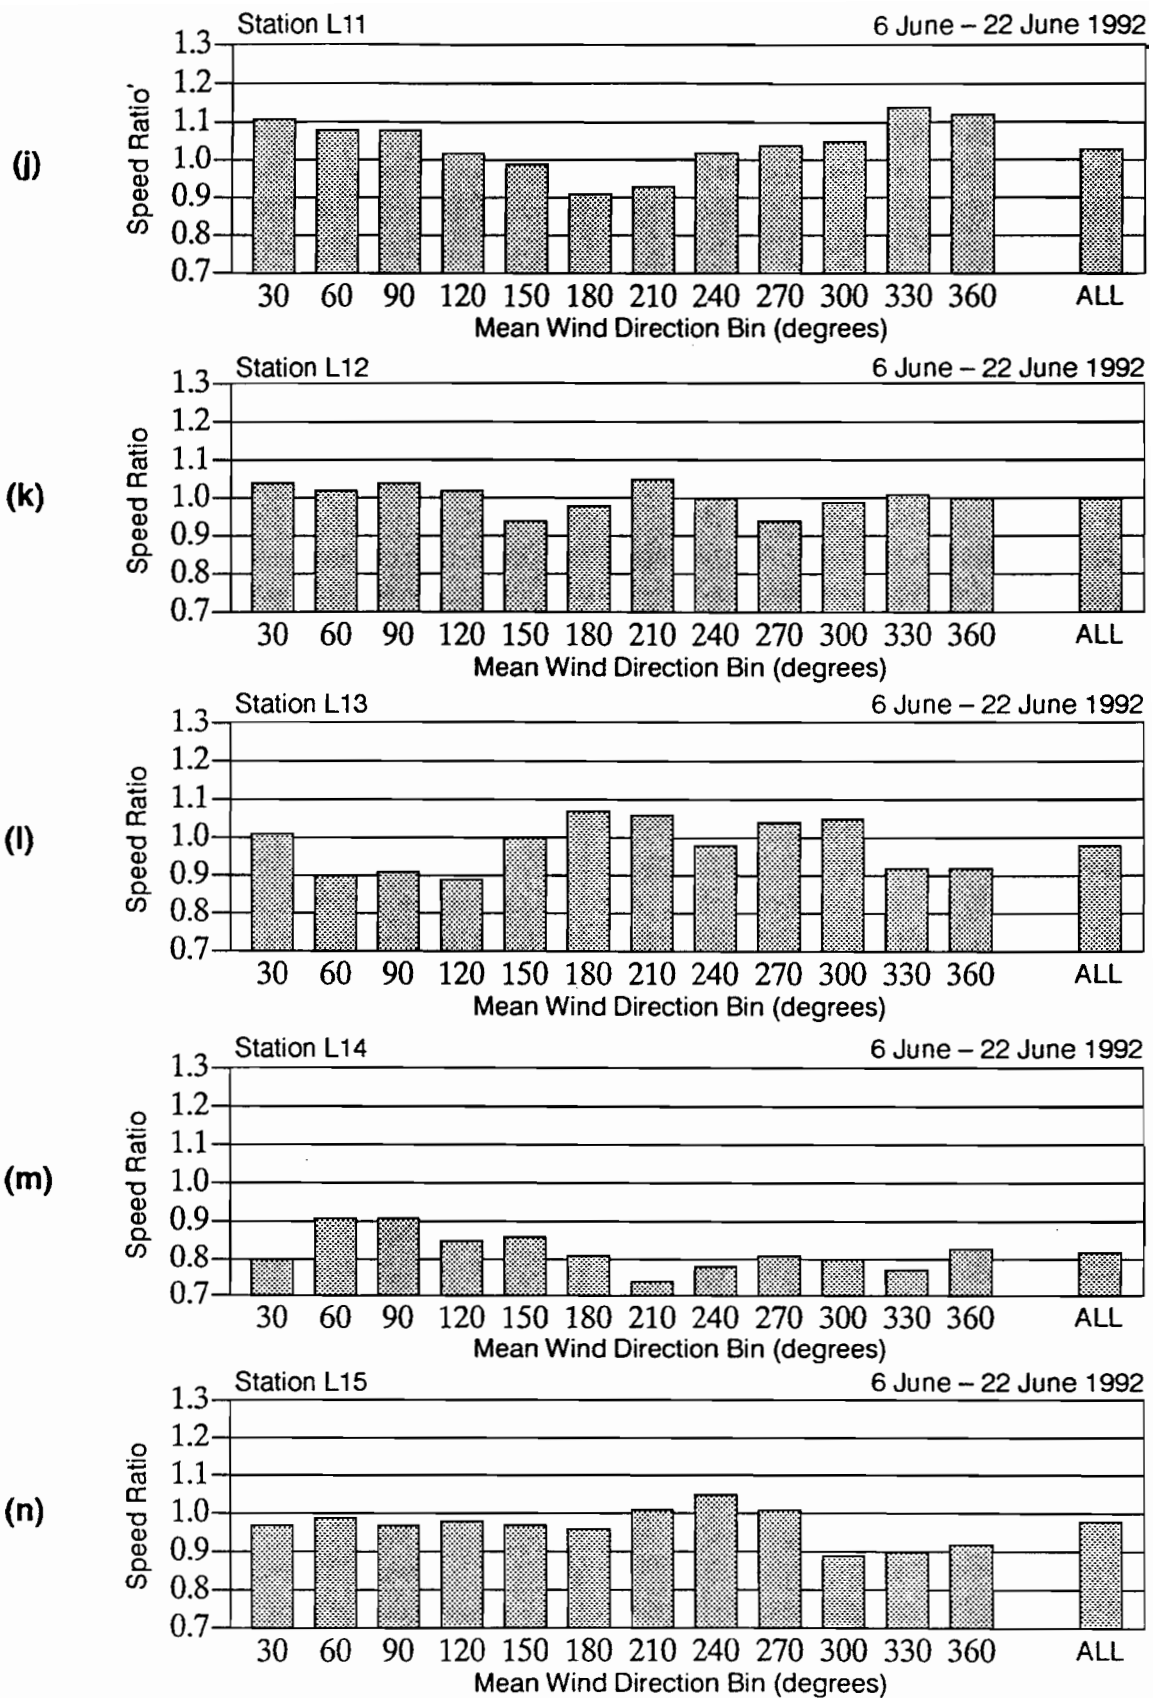 Station L11 6 June – 22 June 1992
1.3
1.2
1.1
1.0
0.9
0.8
0.7
Speed Ratio'
(j)
30 60 90 120 150 180 210 240 270 300 330 360 ALL
Mean Wind Direction Bin (degrees)
Station L12 6 June – 22 June 1992
1.3
1.2
1.1
1.0
0.9
0.8
0.7
Speed Ratio
(k)
30 60 90 120 150 180 210 240 270 300 330 360 ALL
Mean Wind Direction Bin (degrees)
Station L13 6 June – 22 June 1992
1.3
1.2
1.1
1.0
0.9
0.8
0.7
Speed Ratio
(l)
30 60 90 120 150 180 210 240 270 300 330 360 ALL
Mean Wind Direction Bin (degrees)
Station L14 6 June – 22 June 1992
1.3
1.2
1.1
1.0
0.9
0.8
0.7
Speed Ratio
(m)
30 60 90 120 150 180 210 240 270 300 330 360 ALL
Mean Wind Direction Bin (degrees)
Station L15 6 June – 22 June 1992
1.3
1.2
1.1
1.0
0.9
0.8
0.7
Speed Ratio
(n)
30 60 90 120 150 180 210 240 270 300 330 360 ALL
Mean Wind Direction Bin (degrees)